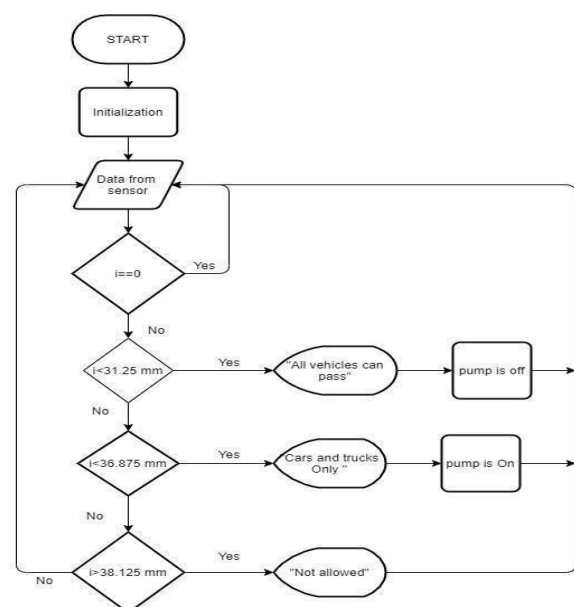 START
Initialization
Data from
sensor
i==0
Yes
No
i<31.25 mm
Yes
"All vehicles can
pass"
pump is off
No
i<36.875 mm
Yes
Cars and trucks
Only "
pump is On
No
i>38.125 mm
Yes
"Not allowed"
No